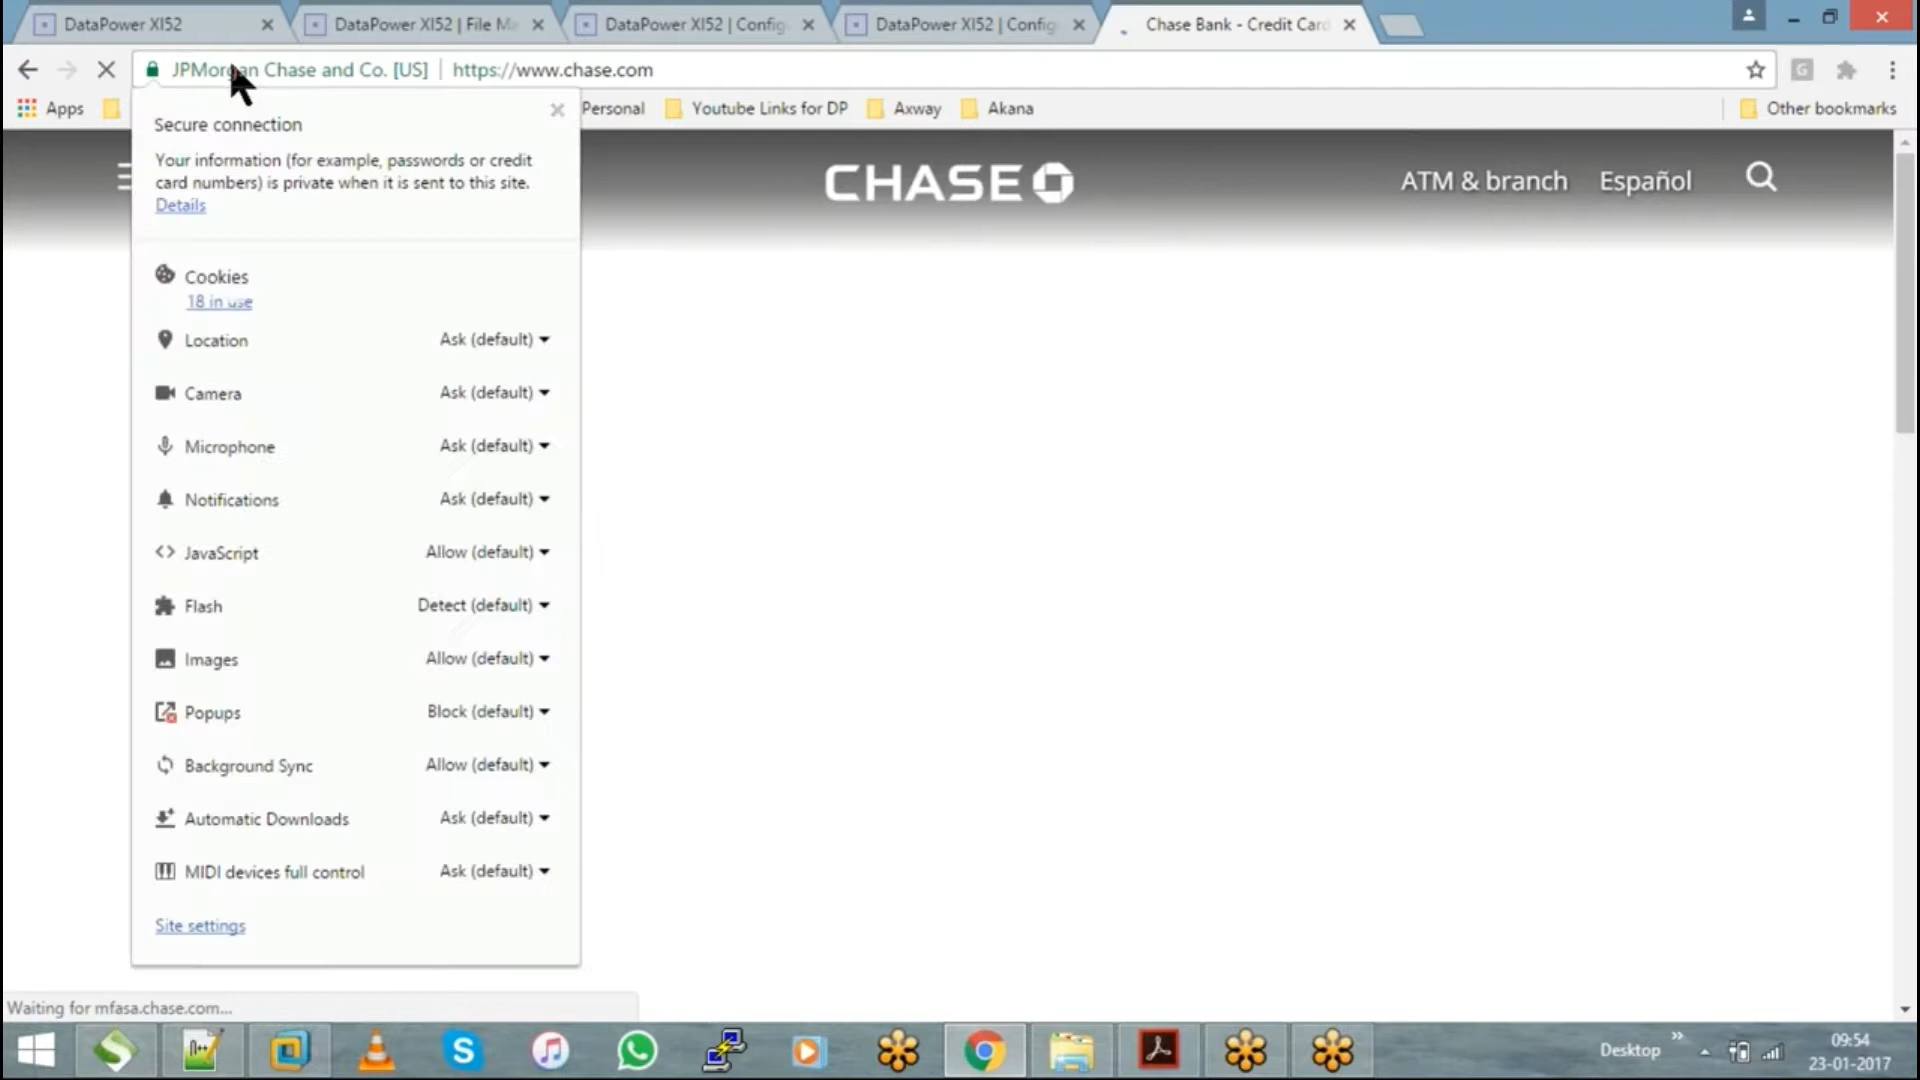 DataPower XI52
DataPower XI52 | File Ma
DataPower XI52 | Config
DataPower XI52 | Config
Chase Bank - Credit Card
JPMorgan Chase and Co. [US] | https://www.chase.com
G
Apps
Personal
Youtube Links for DP
Axway
Akana
Other bookmarks
Secure connection
Your information (for example, passwords or credit
card numbers) is private when it is sent to this site.
Details
CHASE
ATM & branch
Español
Cookies
18 in use
Location Ask (default)
Camera Ask (default)
Microphone Ask (default)
Notifications Ask (default)
JavaScript Allow (default)
Flash Detect (default)
Images Allow (default)
Popups Block (default)
Background Sync Allow (default)
Automatic Downloads Ask (default)
MIDI devices full control Ask (default)
Site settings
Waiting for mfasa.chase.com...
Desktop
09:54
23-01-2017